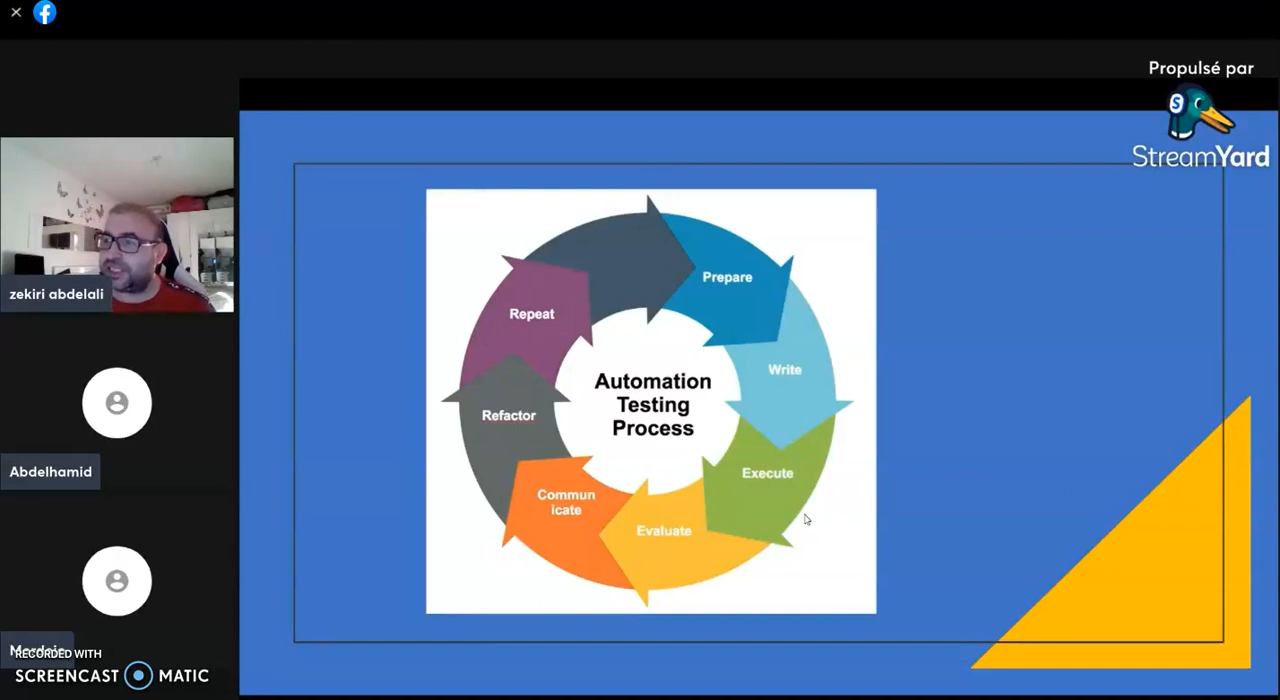 Propulsé par
StreamYard
zekiri abdelali
Abdelhamid
RECORDED WITH
SCREENCAST MATIC
Prepare
Write
Execute
Evaluate
Commun
icate
Refactor
Repeat
Automation
Testing
Process